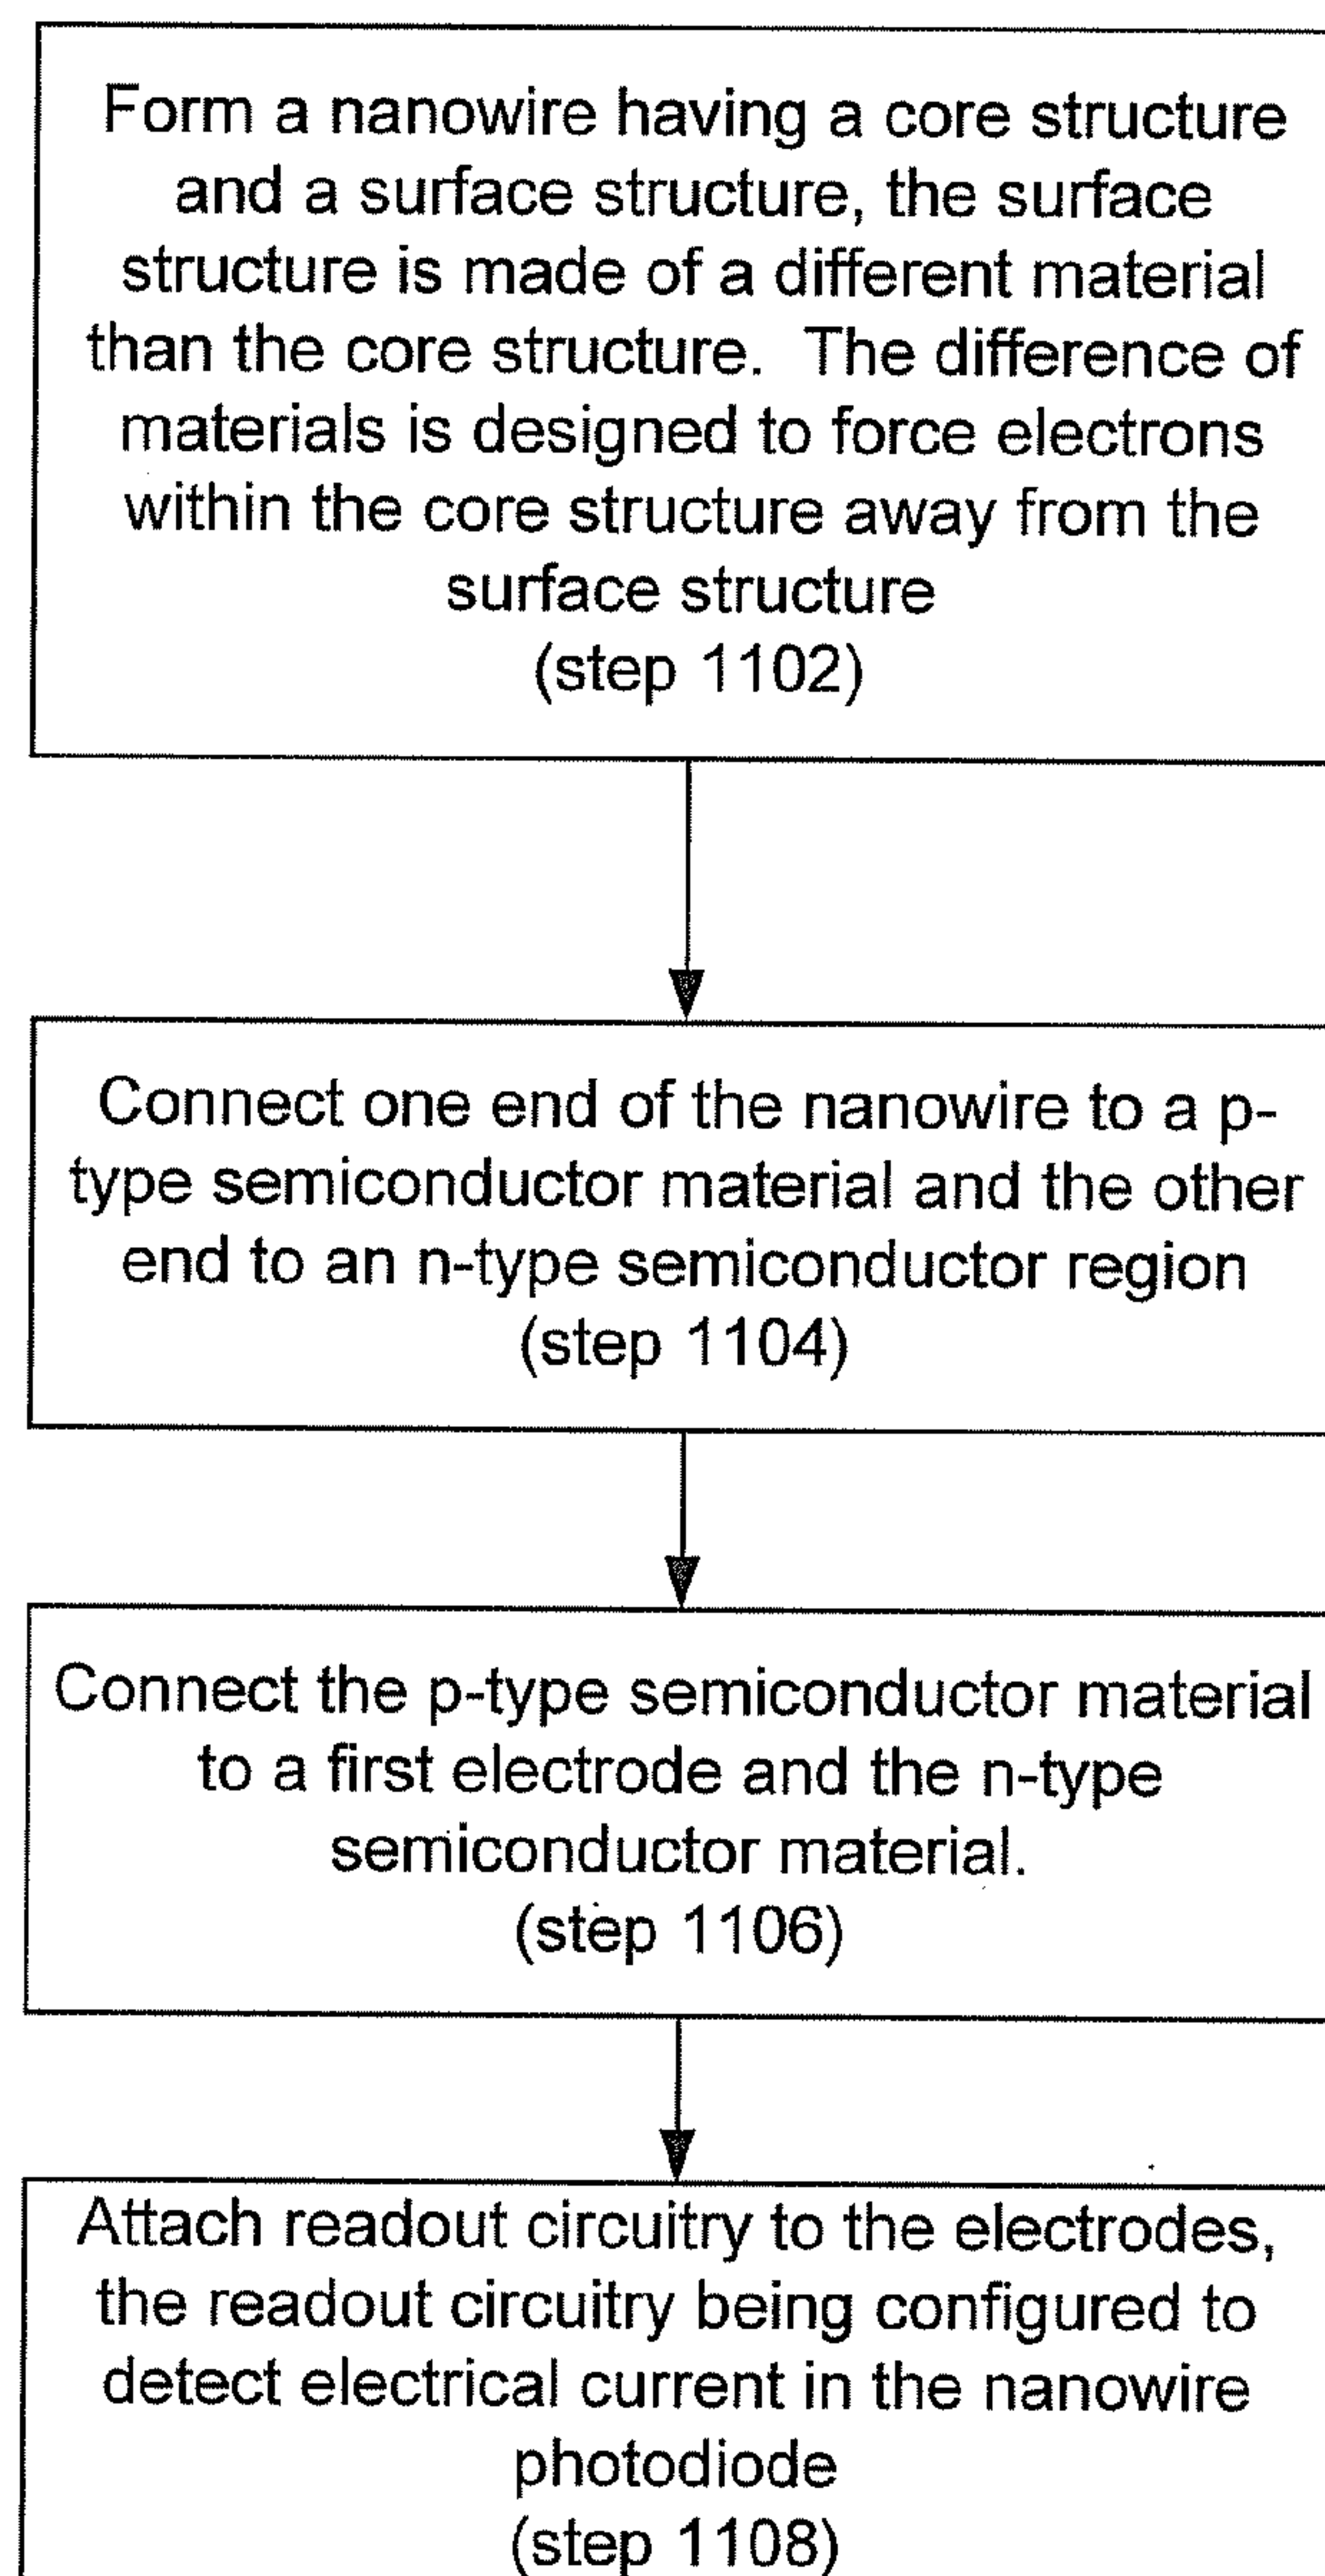 Form a nanowire having a core structure
and a surface structure, the surface
structure is made of a different material
than the core structure.  The difference of
materials is designed to force electrons
within the core structure away from the
surface structure
(step 1102)
Connect one end of the nanowire to a p-
type semiconductor material and the other
end to an n-type semiconductor region
(step 1104)
Connect the p-type semiconductor material
to a first electrode and the n-type
semiconductor material.
(step 1106)
Attach readout circuitry to the electrodes,
the readout circuitry being configured to
detect electrical current in the nanowire
photodiode
(step 1108)